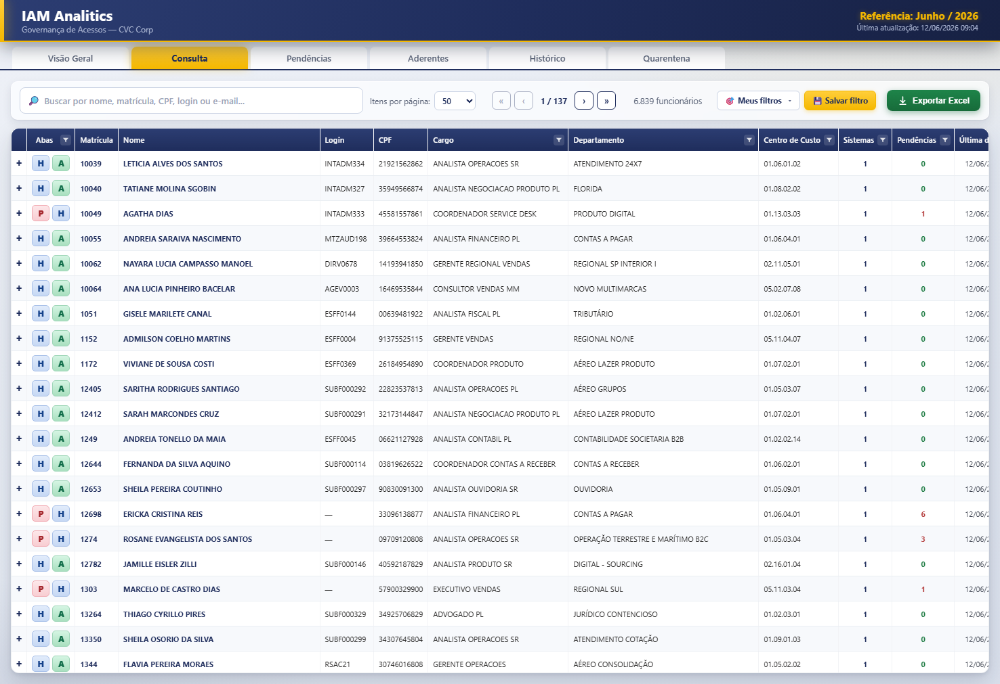 IAM Analitics
Governança de Acessos — CVC Corp
Referência: Junho / 2026
Última atualização: 12/06/2026 09:04
Visão Geral Consulta Pendências Aderentes Histórico Quarentena
Buscar por nome, matrícula, CPF, login ou e-mail... Itens por página: 50 « ‹ 1 / 137 › » 6.839 funcionários Meus filtros - Salvar filtro Exportar Excel
Abas Matrícula Nome Login CPF Cargo Departamento Centro de Custo Sistemas Pendências Última d
+ H A 10039 LETICIA ALVES DOS SANTOS INTADM334 21921562862 ANALISTA OPERACOES SR ATENDIMENTO 24X7 01.06.01.02 1 0 12/06/2
+ H A 10040 TATIANE MOLINA SGOBIN INTADM327 35949566874 ANALISTA NEGOCIACAO PRODUTO PL FLORIDA 01.08.02.02 1 0 12/06/2
+ P H 10049 AGATHA DIAS INTADM333 45581557861 COORDENADOR SERVICE DESK PRODUTO DIGITAL 01.13.03.03 1 1 12/06/2
+ H A 10055 ANDREIA SARAIVA NASCIMENTO MTZAUD198 39664553824 ANALISTA FINANCEIRO PL CONTAS A PAGAR 01.06.04.01 1 0 12/06/2
+ H A 10062 NAYARA LUCIA CAMPASSO MANOEL DIRV0678 14193941850 GERENTE REGIONAL VENDAS REGIONAL SP INTERIOR I 02.11.05.01 1 0 12/06/2
+ H A 10064 ANA LUCIA PINHEIRO BACELAR AGEV0003 16469535844 CONSULTOR VENDAS MM NOVO MULTIMARCAS 05.02.07.08 1 0 12/06/2
+ H A 1051 GISELE MARILETE CANAL ESFF0144 00639481922 ANALISTA FISCAL PL TRIBUTÁRIO 01.02.06.01 1 0 12/06/2
+ H A 1152 ADMILSON COELHO MARTINS ESFF0004 91375525115 GERENTE VENDAS REGIONAL NO/NE 05.11.04.07 1 0 12/06/2
+ H A 1172 VIVIANE DE SOUSA COSTI ESFF0369 26184954890 COORDENADOR PRODUTO AÉREO LAZER PRODUTO 01.07.02.01 1 0 12/06/2
+ H A 12405 SARITHA RODRIGUES SANTIAGO SUBF000292 22823537813 ANALISTA OPERACOES PL AÉREO GRUPOS 01.05.03.07 1 0 12/06/2
+ H A 12412 SARAH MARCONDES CRUZ SUBF000291 32173144847 ANALISTA NEGOCIACAO PRODUTO PL AÉREO LAZER PRODUTO 01.07.02.01 1 0 12/06/2
+ H A 1249 ANDREIA TONELLO DA MAIA ESFF0045 06621127928 ANALISTA CONTABIL PL CONTABILIDADE SOCIETARIA B2B 01.02.02.14 1 0 12/06/2
+ H A 12644 FERNANDA DA SILVA AQUINO SUBF000114 03819626522 COORDENADOR CONTAS A RECEBER CONTAS A RECEBER 01.06.02.01 1 0 12/06/2
+ H A 12653 SHEILA PEREIRA COUTINHO SUBF000297 90830091300 ANALISTA OUVIDORIA SR OUVIDORIA 01.05.09.01 1 0 12/06/2
+ P H 12698 ERICKA CRISTINA REIS — 33096138877 ANALISTA FINANCEIRO PL CONTAS A PAGAR 01.06.04.01 1 6 12/06/2
+ P H 1274 ROSANE EVANGELISTA DOS SANTOS — 09709120808 ANALISTA OPERACOES SR OPERAÇÃO TERRESTRE E MARÍTIMO B2C 01.05.03.04 1 3 12/06/2
+ H A 12782 JAMILLE EISLER ZILLI SUBF000146 40592187829 ANALISTA PRODUTO SR DIGITAL - SOURCING 02.16.01.04 1 0 12/06/2
+ P H 1303 MARCELO DE CASTRO DIAS — 57900329900 EXECUTIVO VENDAS REGIONAL SUL 05.11.03.04 1 1 12/06/2
+ H A 13264 THIAGO CYRILLO PIRES SUBF000329 34925706829 ADVOGADO PL JURÍDICO CONTENCIOSO 01.02.03.01 1 0 12/06/2
+ H A 13350 SHEILA OSORIO DA SILVA SUBF000299 34307645804 ANALISTA OPERACOES SR ATENDIMENTO COTAÇÃO 01.09.01.03 1 0 12/06/2
+ H A 1344 FLAVIA PEREIRA MORAES RSAC21 30746016808 GERENTE OPERACOES AÉREO CONSOLIDAÇÃO 01.05.02.02 1 0 12/06/2